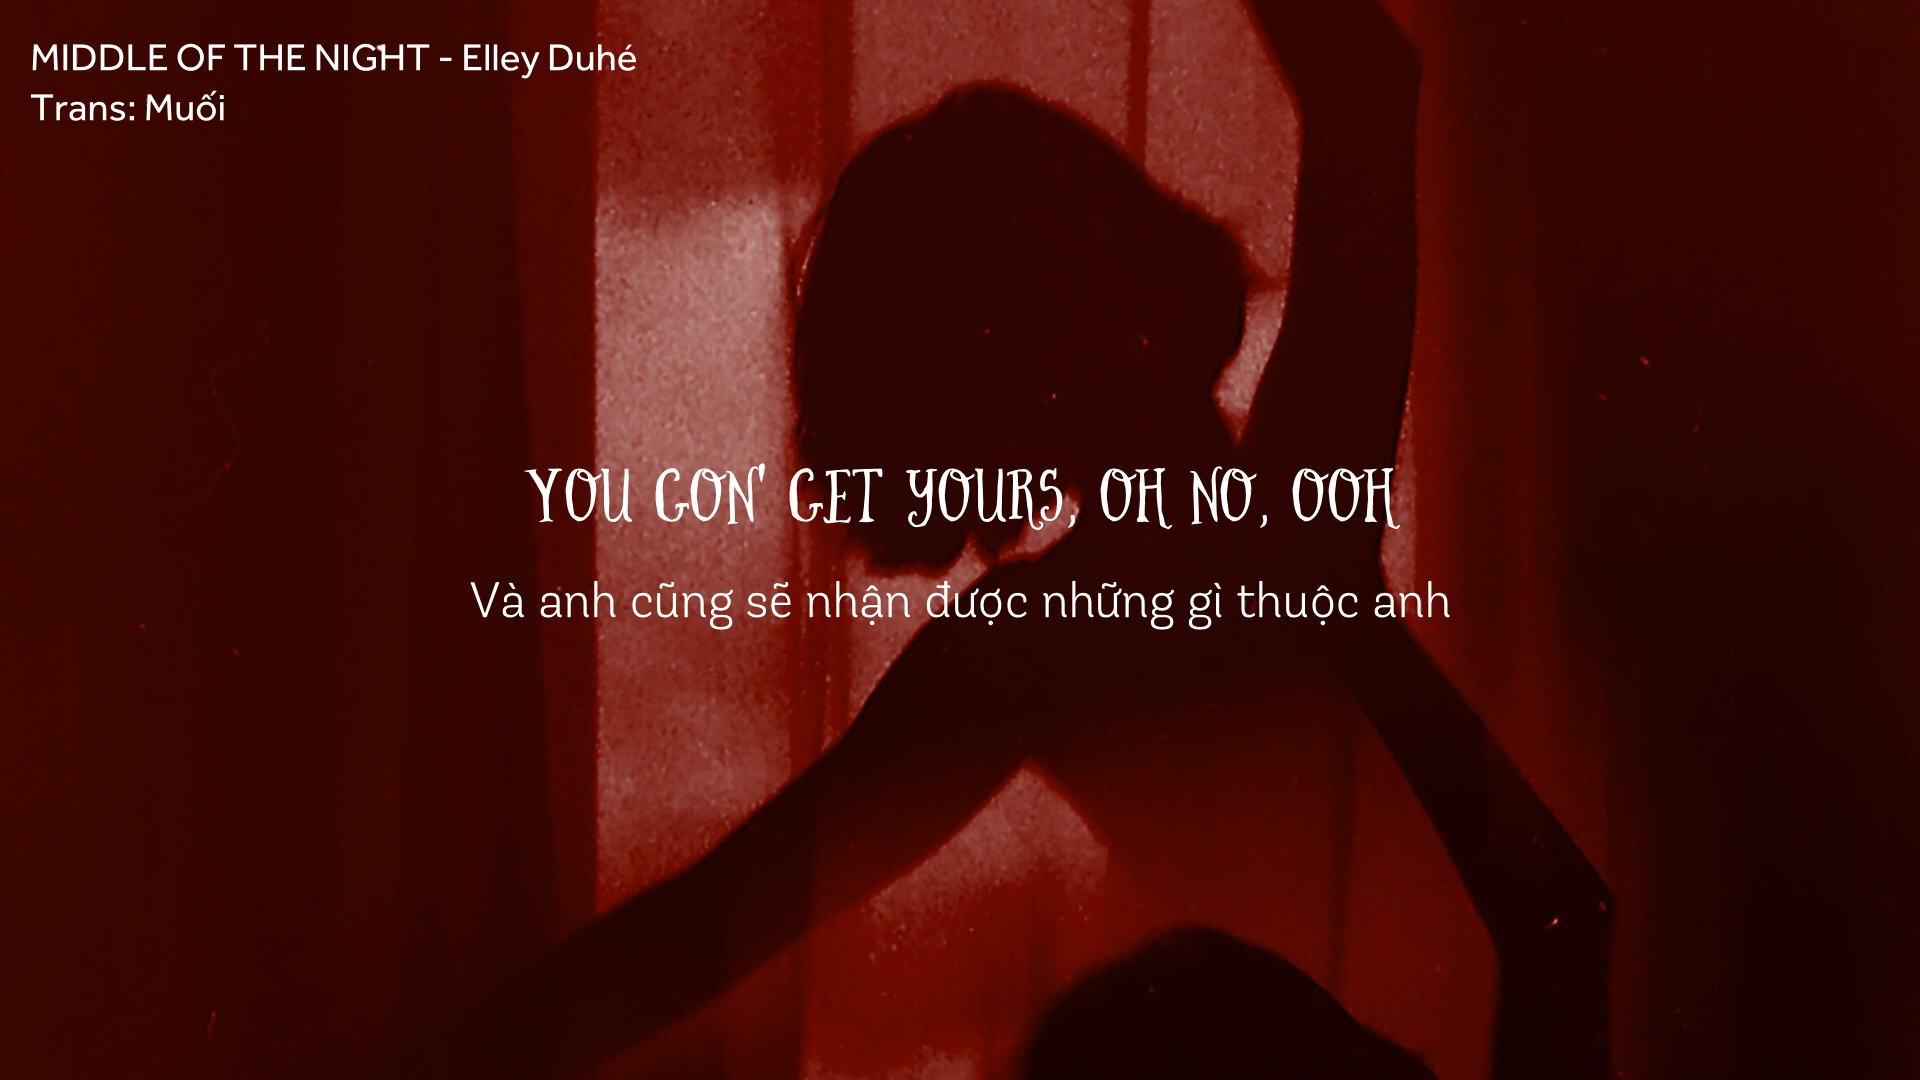 MIDDLE OF THE NIGHT - Elley Duhé
Trans: Muối
YOU GON' GET YOURS, OH NO, OOH
Và anh cũng sẽ nhận được những gì thuộc anh